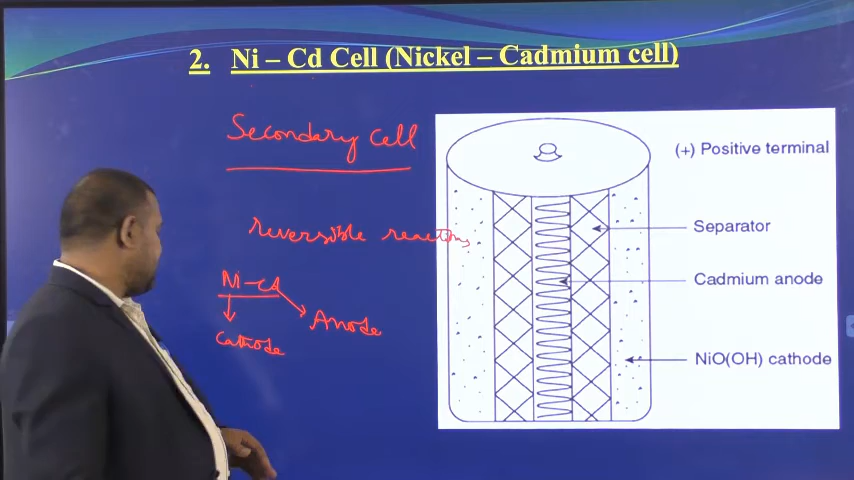 2. Ni – Cd Cell (Nickel – Cadmium cell)
Secondary cell
reversible reactions
Ni-Cd
Cathode
Anode
(+) Positive terminal
Separator
Cadmium anode
NiO(OH) cathode